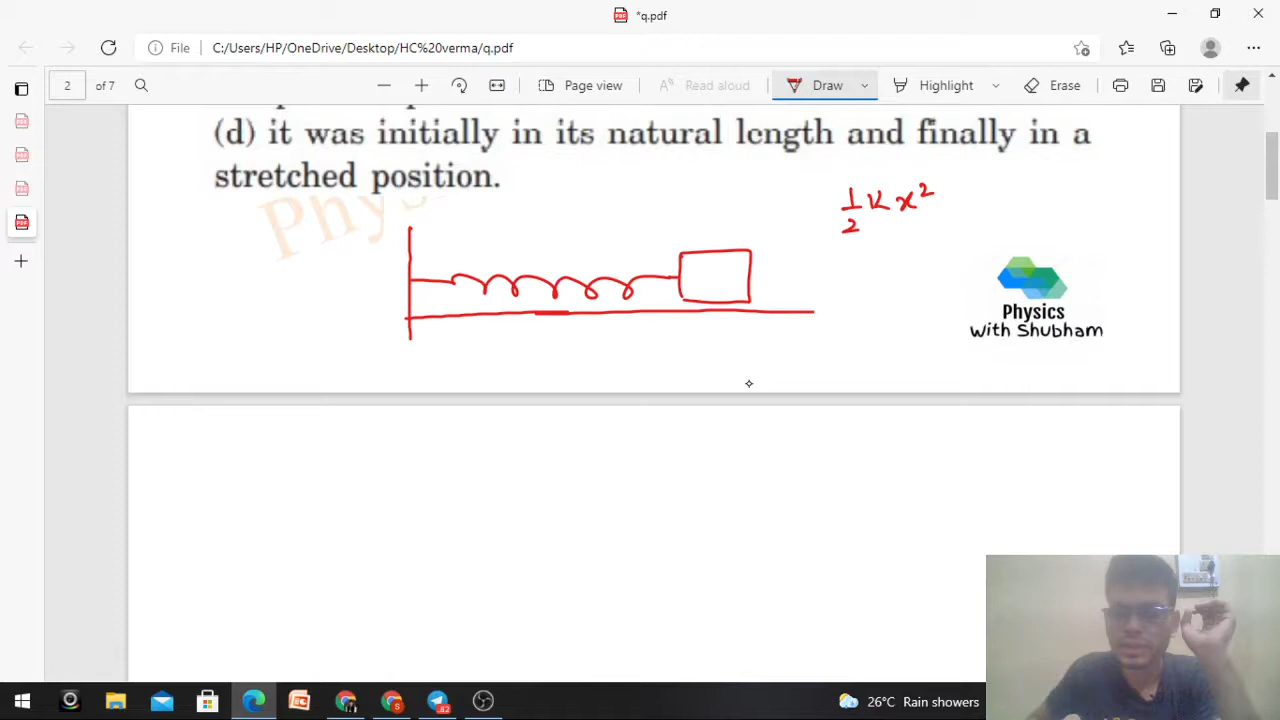 *q.pdf
File C:/Users/HP/OneDrive/Desktop/HC%20verma/q.pdf
2 of 7 Page view Read aloud Draw Highlight Erase
(d) it was initially in its natural length and finally in a
stretched position.
1/2 K x²
Physics
With Shubham
26°C Rain showers